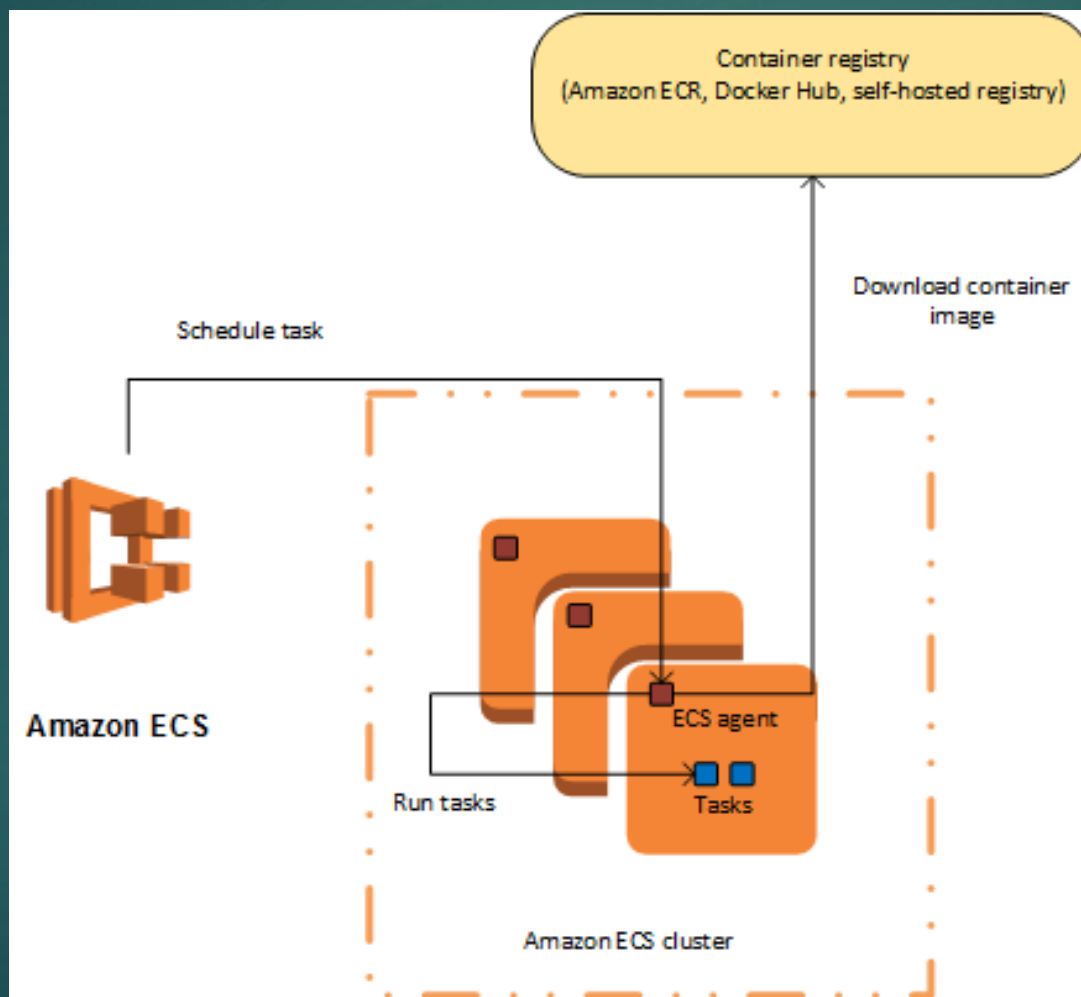 Container registry
(Amazon ECR, Docker Hub, self-hosted registry)
Download container
image
Schedule task
Amazon ECS
ECS agent
Run tasks
Tasks
Amazon ECS cluster